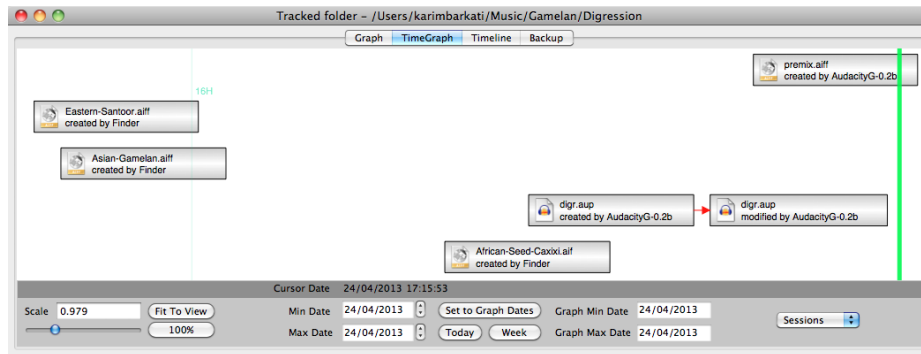 Tracked folder – /Users/karimbarkati/Music/Gamelan/Digression
Graph TimeGraph Timeline Backup
premix.aiff
created by AudacityG-0.2b
16H
Eastern-Santoor.aiff
created by Finder
Asian-Gamelan.aiff
created by Finder
digr.aup
created by AudacityG-0.2b
digr.aup
modified by AudacityG-0.2b
African-Seed-Caxixi.aif
created by Finder
Cursor Date 24/04/2013 17:15:53
Scale 0.979 Fit To View Min Date 24/04/2013 Set to Graph Dates Graph Min Date 24/04/2013 Sessions
100% Max Date 24/04/2013 Today Week Graph Max Date 24/04/2013